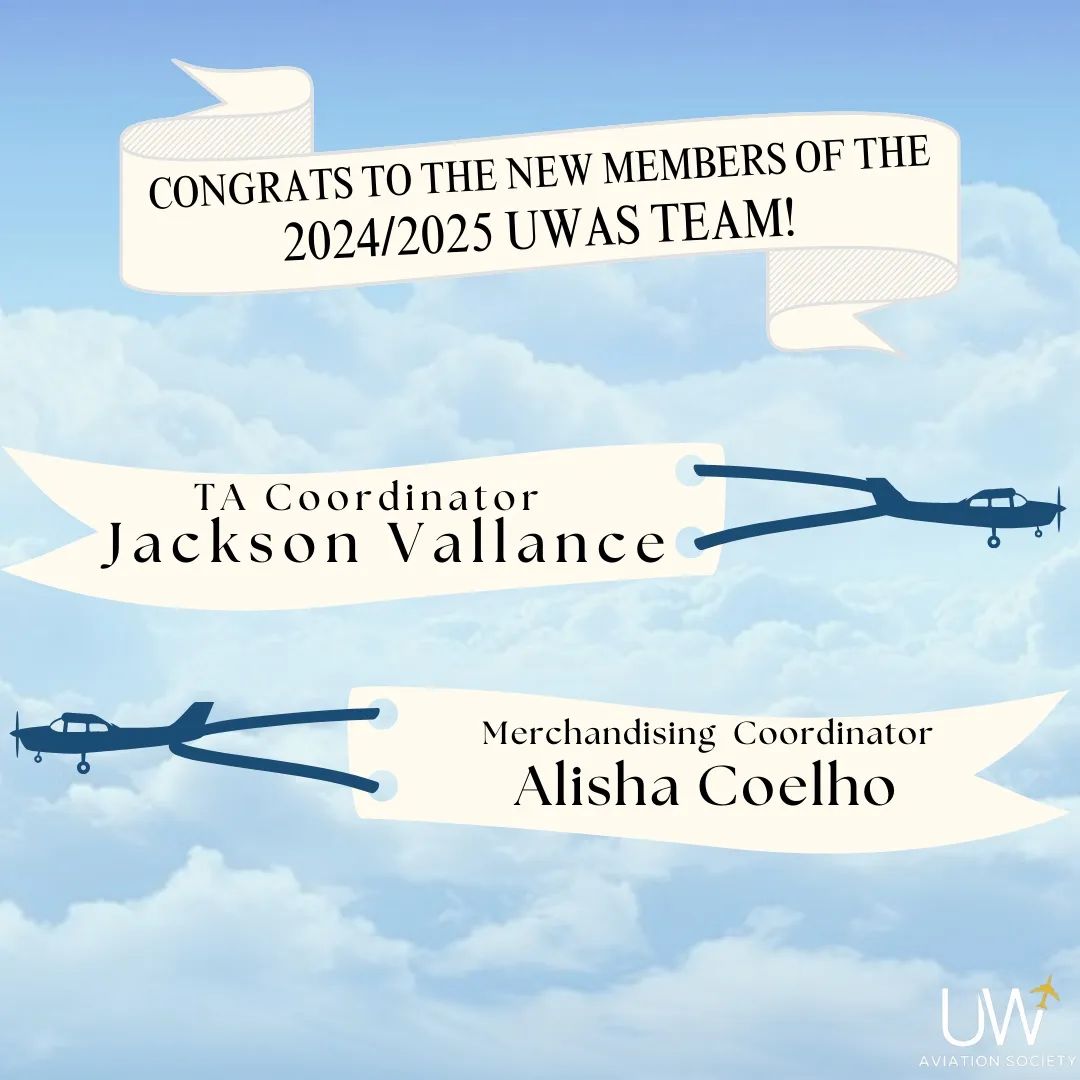 CONGRATS TO THE NEW MEMBERS OF THE
2024/2025 UWAS TEAM!
TA Coordinator
Jackson Vallance
Merchandising Coordinator
Alisha Coelho
UW
AVIATION SOCIETY